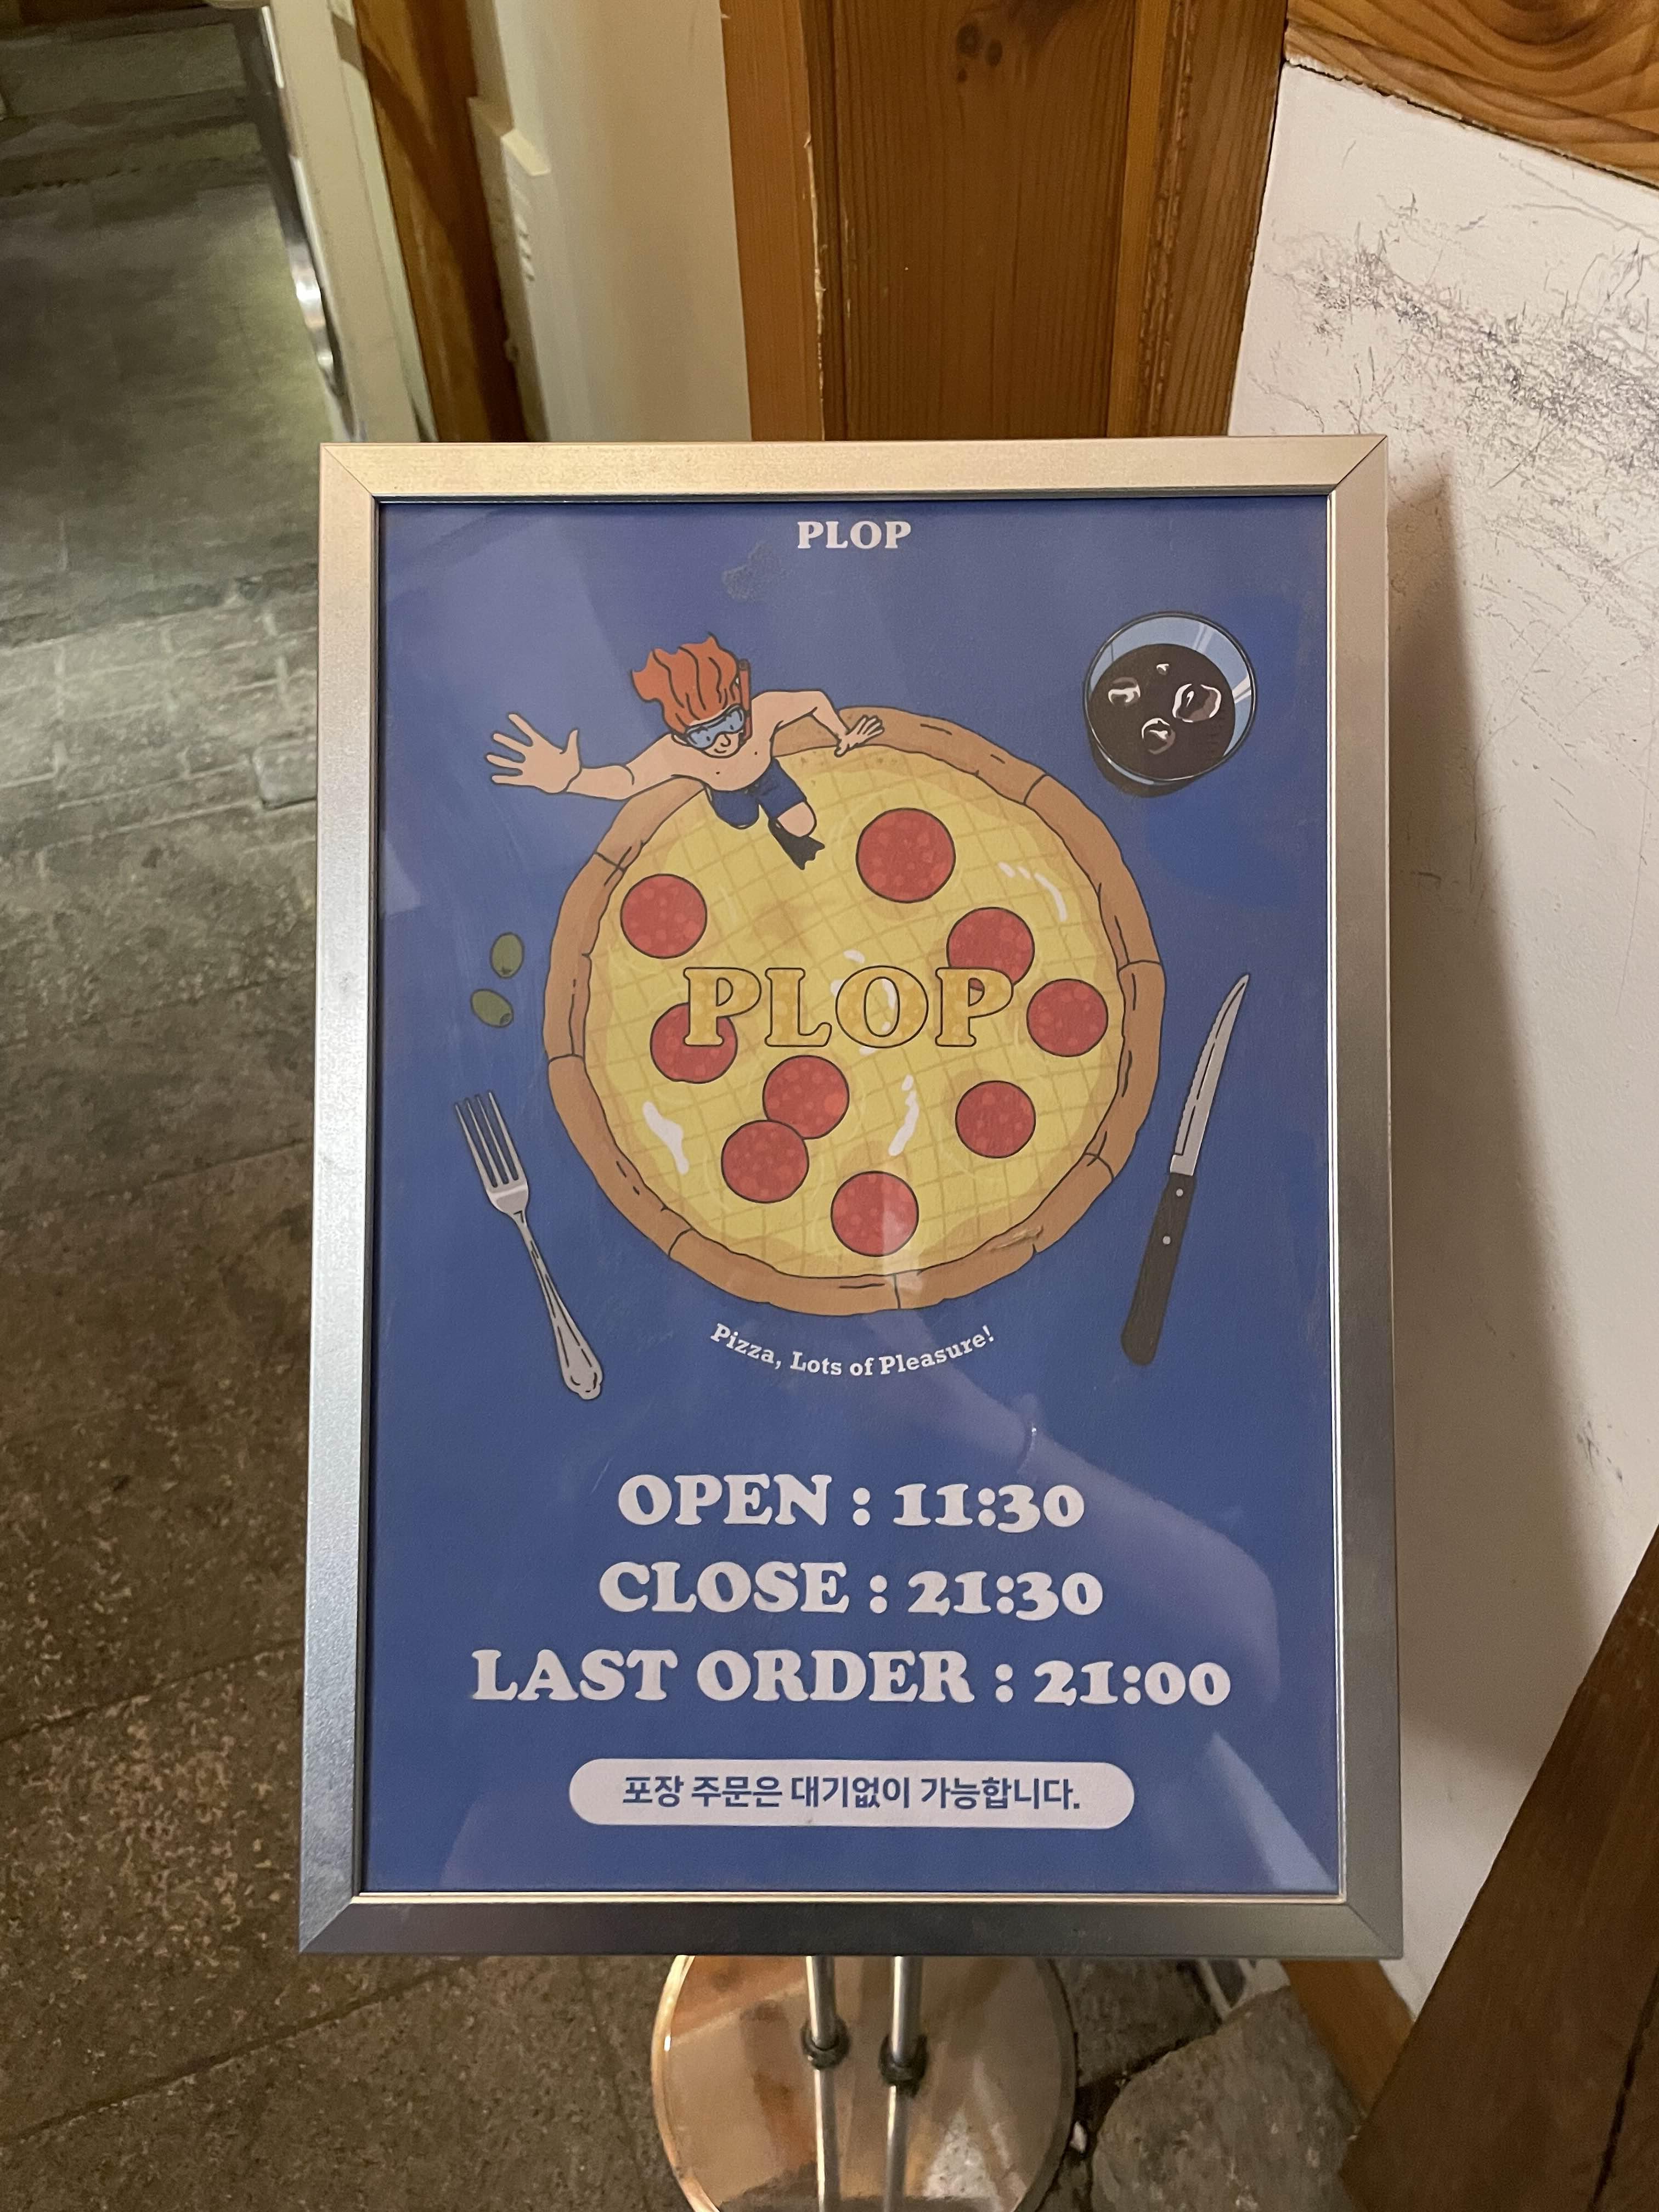 PLOP
PLOP
Pizza, Lots of Pleasure!
OPEN : 11:30
CLOSE : 21:30
LAST ORDER : 21:00
포장 주문은 대기없이 가능합니다.